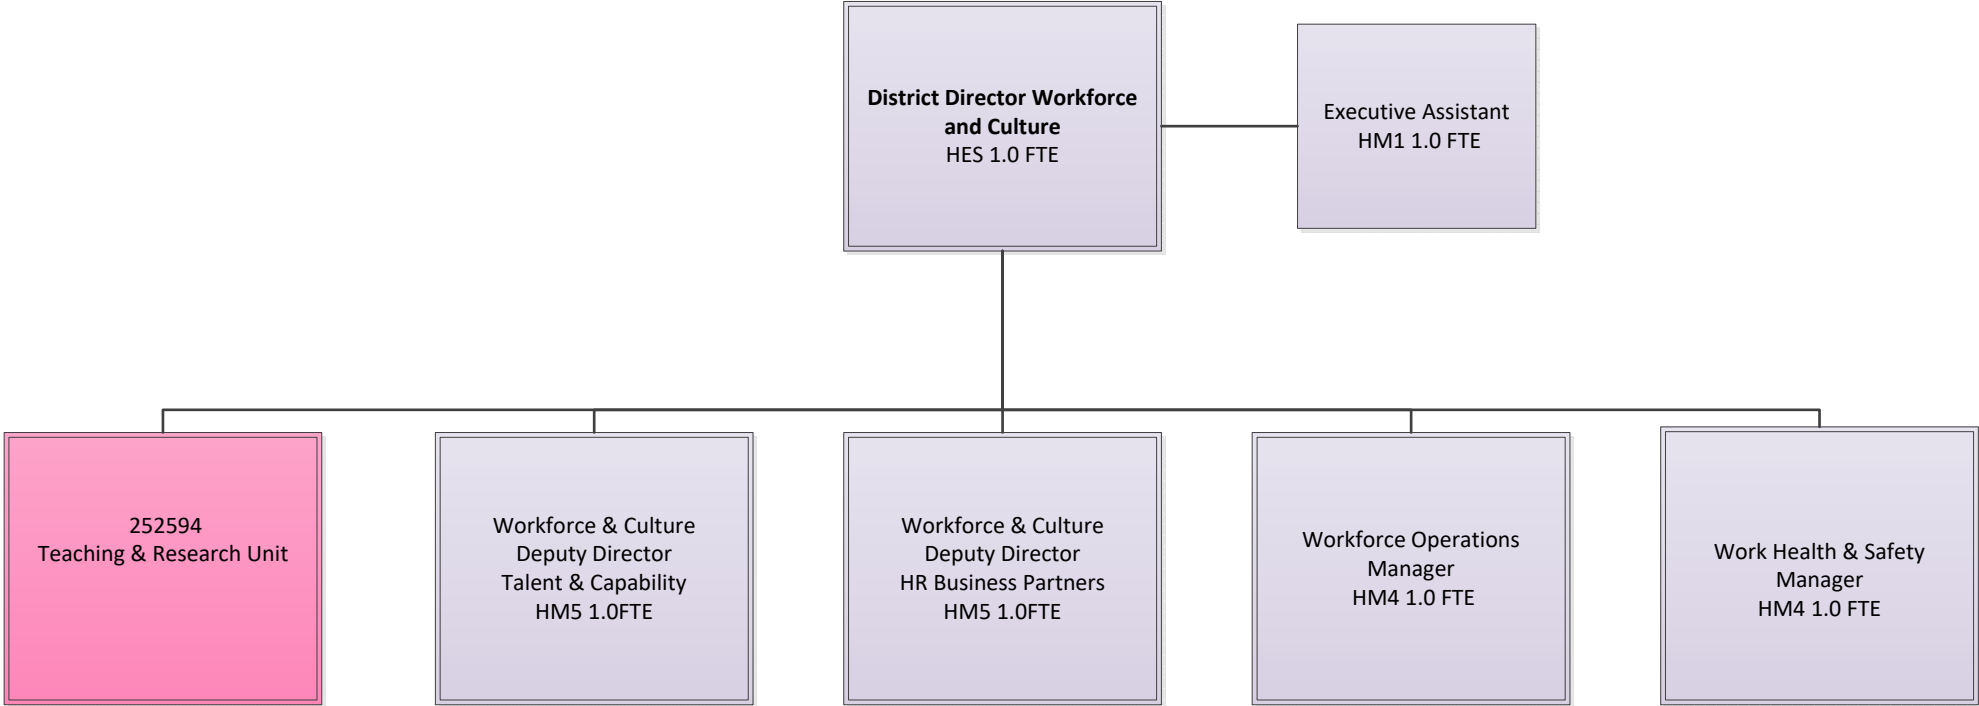 District Director Workforce
and Culture
HES 1.0 FTE
Executive Assistant
HM1 1.0 FTE
252594
Teaching & Research Unit
Workforce & Culture
Deputy Director
Talent & Capability
HM5 1.0FTE
Workforce & Culture
Deputy Director
HR Business Partners
HM5 1.0FTE
Workforce Operations
Manager
HM4 1.0 FTE
Work Health & Safety
Manager
HM4 1.0 FTE